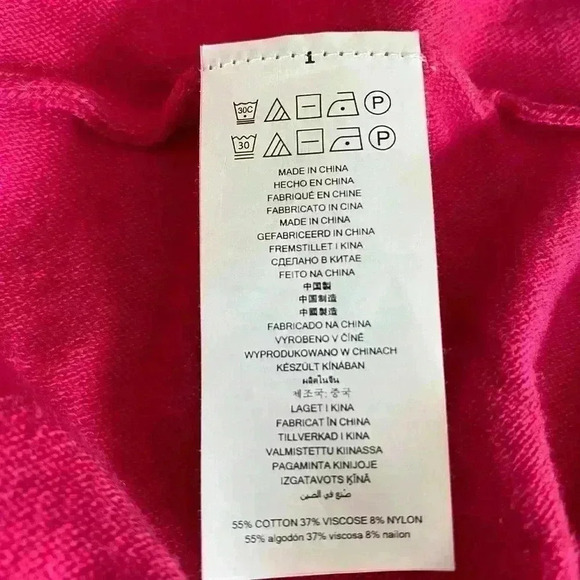 1
30C P
30 P
MADE IN CHINA
HECHO EN CHINA
FABRIQUÉ EN CHINE
FABBRICATO IN CINA
MADE IN CHINA
GEFABRICEERD IN CHINA
FREMSTILLET I KINA
СДЕЛАНО В КИТАЕ
FEITO NA CHINA
中国製
中国制造
中國製造
FABRICADO NA CHINA
VYROBENO V ČÍNĚ
WYPRODUKOWANO W CHINACH
KÉSZÜLT KÍNÁBAN
ผลิตในจีน
제조국: 중국
LAGET I KINA
FABRICAT ÎN CHINA
TILLVERKAD I KINA
VALMISTETTU KIINASSA
PAGAMINTA KINIJOJE
IZGATAVOTS ĶĪNĀ
صنع في الصين
55% COTTON 37% VISCOSE 8% NYLON
55% algodón 37% viscosa 8% nailon